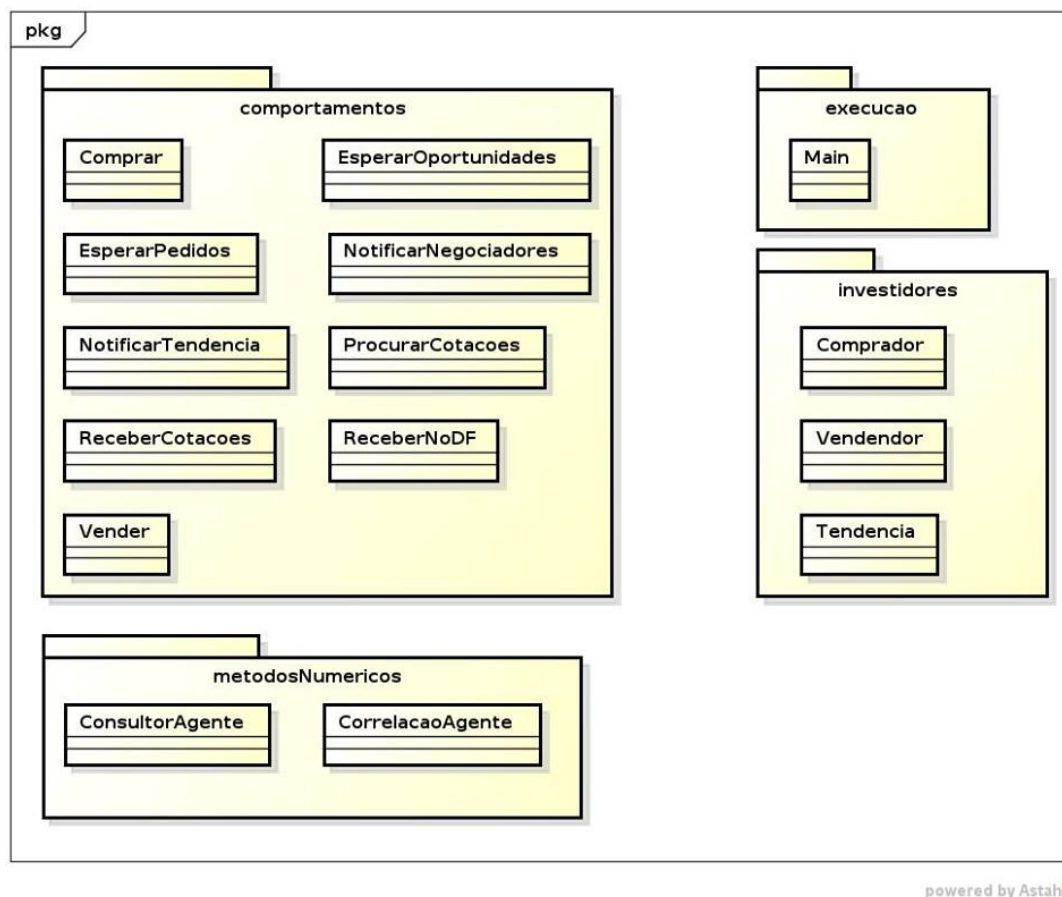 pkg
comportamentos
Comprar
EsperarOportunidades
EsperarPedidos
NotificarNegociadores
NotificarTendencia
ProcurarCotacoes
ReceberCotacoes
ReceberNoDF
Vender
execucao
Main
investidores
Comprador
Vendendor
Tendencia
metodosNumericos
ConsultorAgente
CorrelacaoAgente
powered by Astah